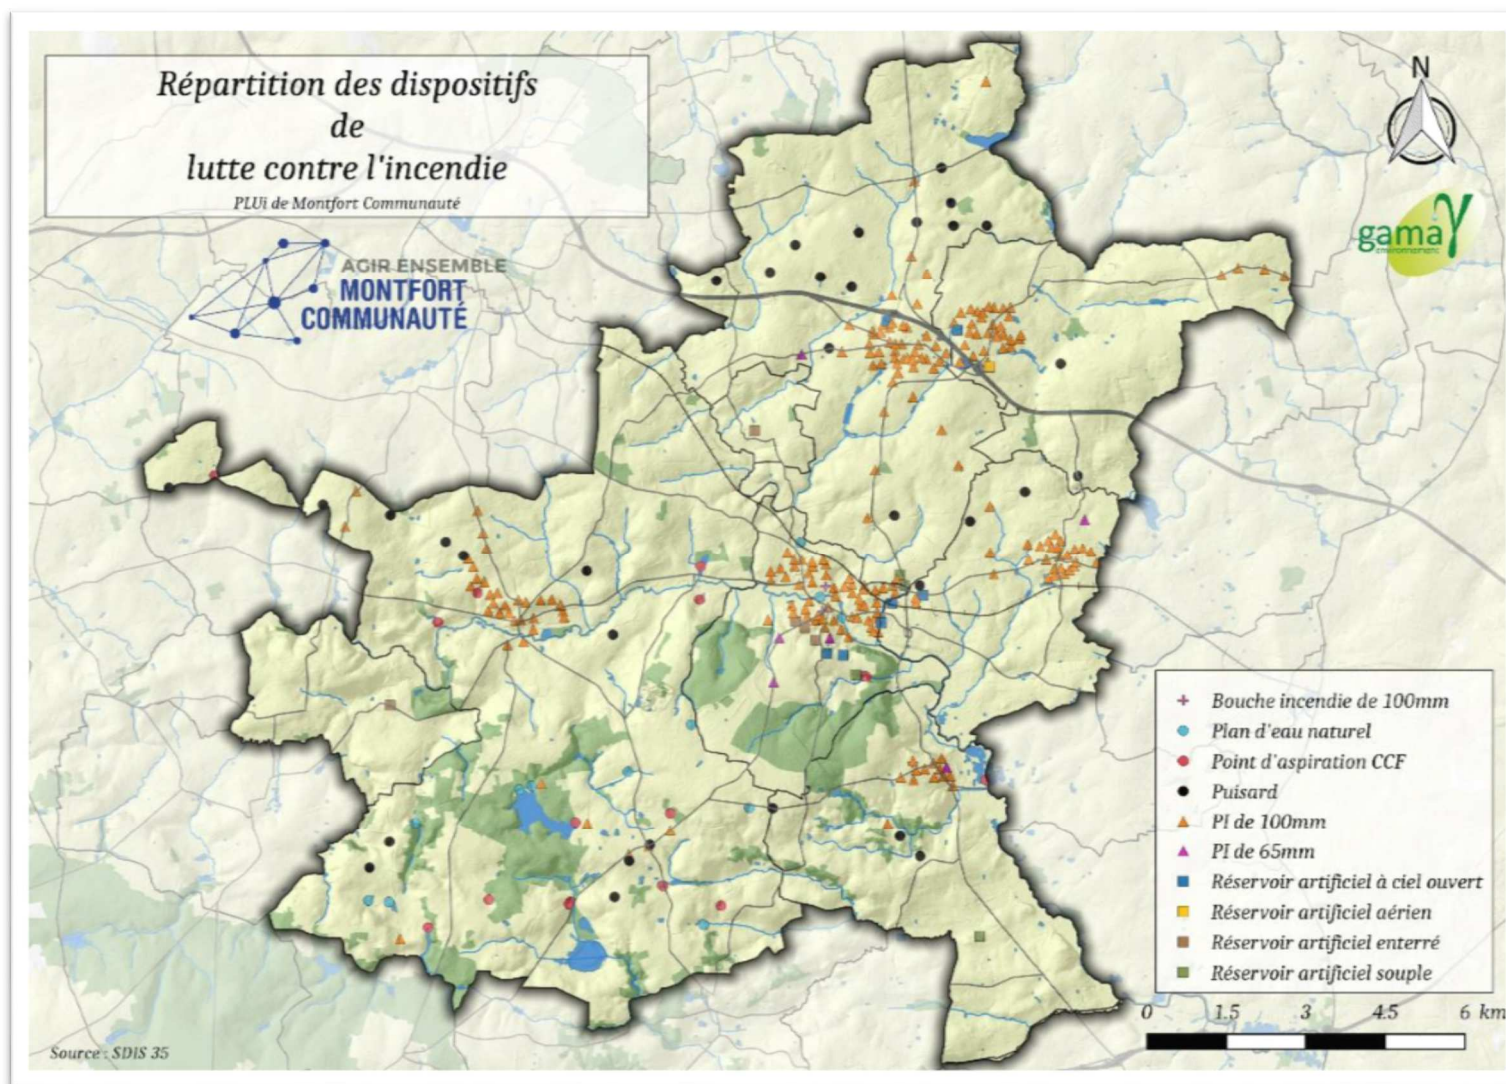 Répartition des dispositifs
de
lutte contre l'incendie
PLUi de Montfort Communauté
AGIR ENSEMBLE
MONTFORT
COMMUNAUTÉ
N
gama
environnement
Bouche incendie de 100mm
Plan d'eau naturel
Point d'aspiration CCF
Puisard
PI de 100mm
PI de 65mm
Réservoir artificiel à ciel ouvert
Réservoir artificiel aérien
Réservoir artificiel enterré
Réservoir artificiel souple
0 1.5 3 4.5 6 km
Source : SDIS 35